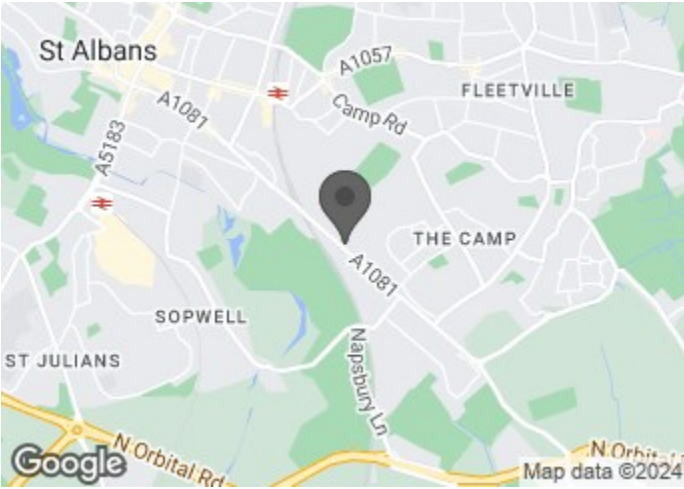 St Albans
A1057
FLEETVILLE
A1081
Camp Rd
A5183
THE CAMP
A1081
SOPWELL
ST JULIANS
Napsbury Ln
N Orbital Rd
N Orbital
Google
Map data ©2024